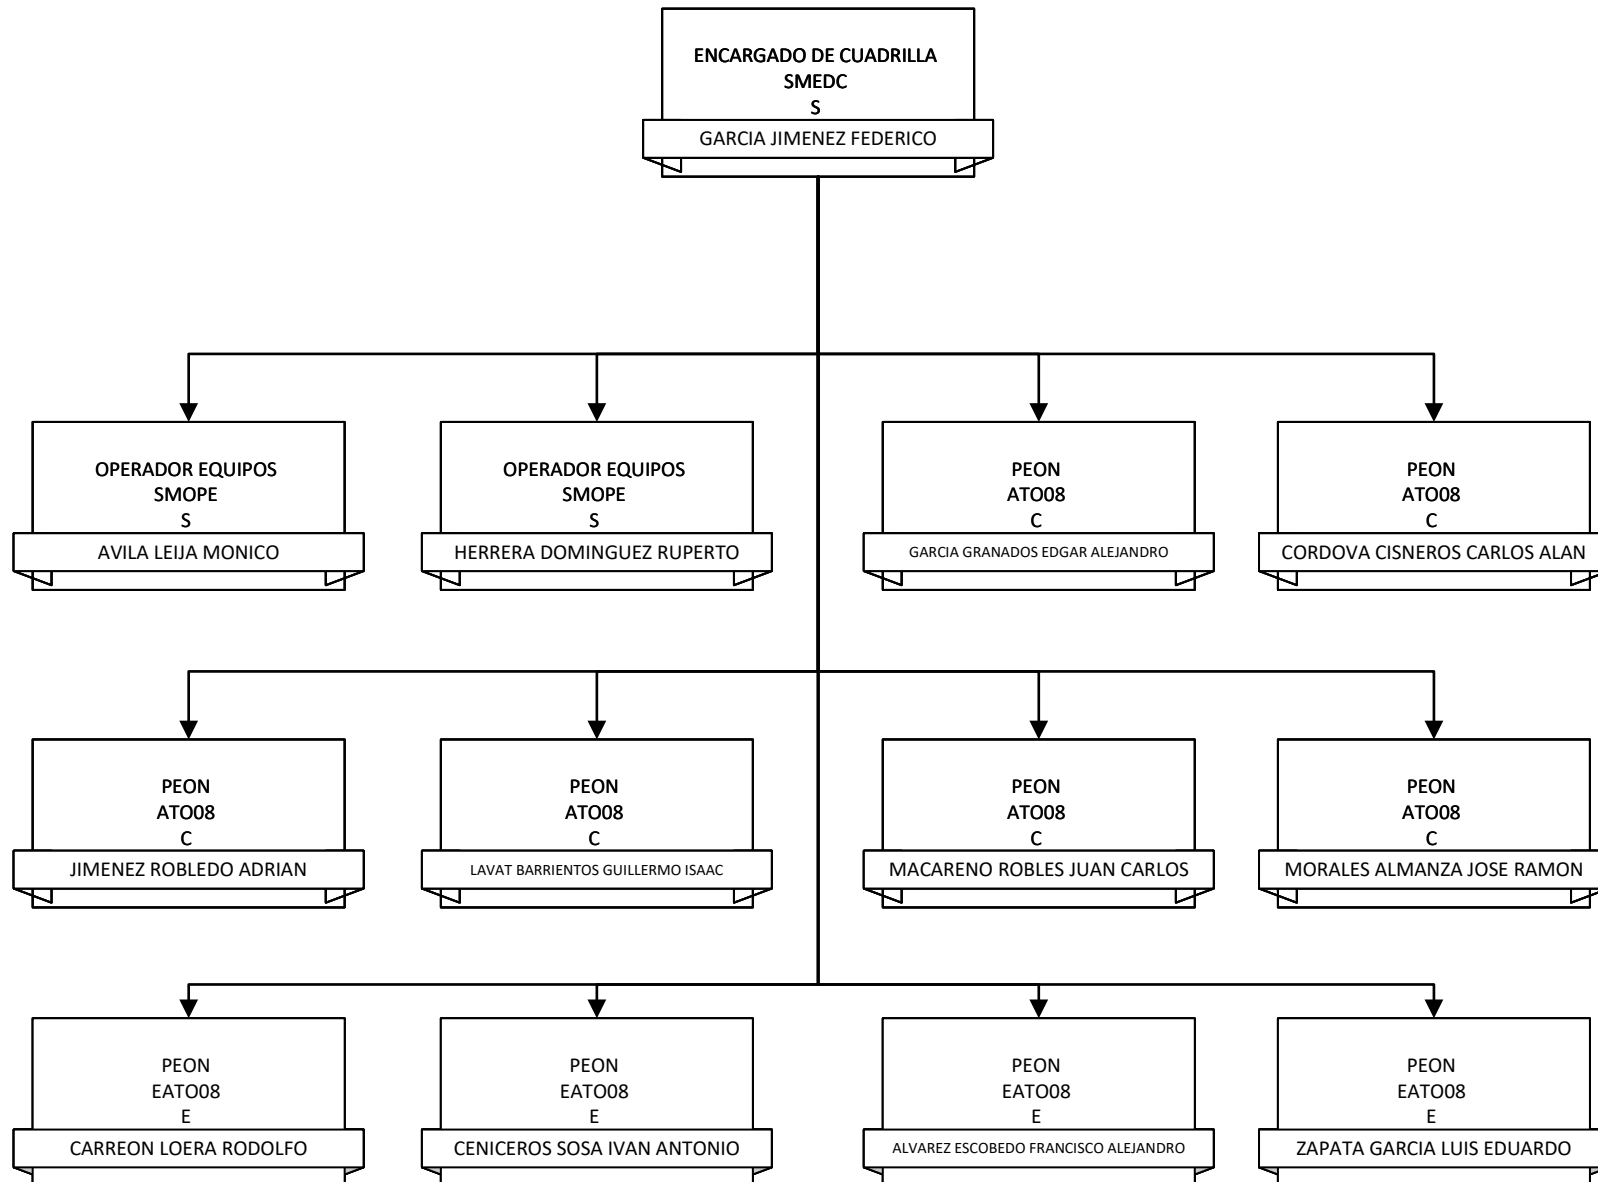 ENCARGADO DE CUADRILLA
SMEDC
S
GARCIA JIMENEZ FEDERICO
OPERADOR EQUIPOS
SMOPE
S
AVILA LEIJA MONICO
OPERADOR EQUIPOS
SMOPE
S
HERRERA DOMINGUEZ RUPERTO
PEON
ATO08
C
GARCIA GRANADOS EDGAR ALEJANDRO
PEON
ATO08
C
CORDOVA CISNEROS CARLOS ALAN
PEON
ATO08
C
JIMENEZ ROBLEDO ADRIAN
PEON
ATO08
C
LAVAT BARRIENTOS GUILLERMO ISAAC
PEON
ATO08
C
MACARENO ROBLES JUAN CARLOS
PEON
ATO08
C
MORALES ALMANZA JOSE RAMON
PEON
EATO08
E
CARREON LOERA RODOLFO
PEON
EATO08
E
CENICEROS SOSA IVAN ANTONIO
PEON
EATO08
E
ALVAREZ ESCOBEDO FRANCISCO ALEJANDRO
PEON
EATO08
E
ZAPATA GARCIA LUIS EDUARDO